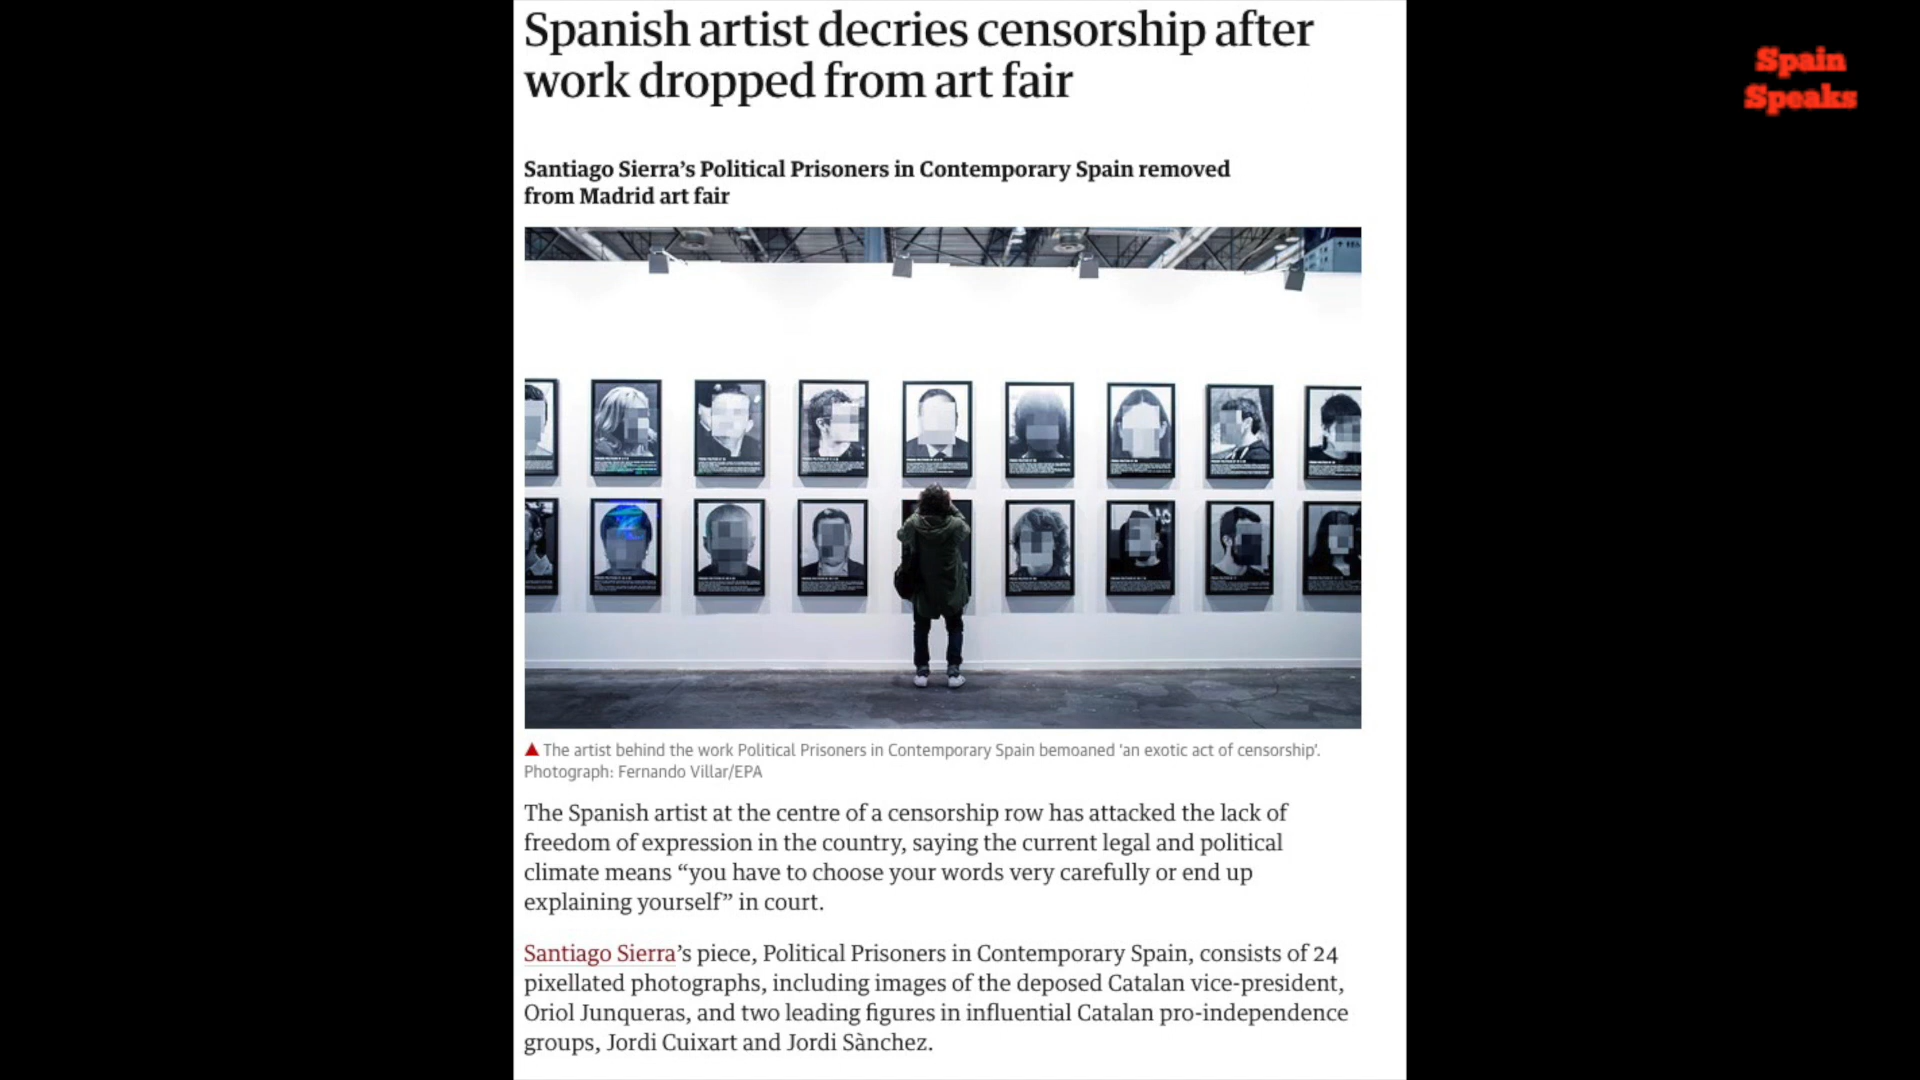 Spanish artist decries censorship after
work dropped from art fair
Spain
Speaks
Santiago Sierra’s Political Prisoners in Contemporary Spain removed
from Madrid art fair
▲ The artist behind the work Political Prisoners in Contemporary Spain bemoaned ‘an exotic act of censorship’.
Photograph: Fernando Villar/EPA
The Spanish artist at the centre of a censorship row has attacked the lack of
freedom of expression in the country, saying the current legal and political
climate means “you have to choose your words very carefully or end up
explaining yourself” in court.
Santiago Sierra’s piece, Political Prisoners in Contemporary Spain, consists of 24
pixellated photographs, including images of the deposed Catalan vice-president,
Oriol Junqueras, and two leading figures in influential Catalan pro-independence
groups, Jordi Cuixart and Jordi Sànchez.